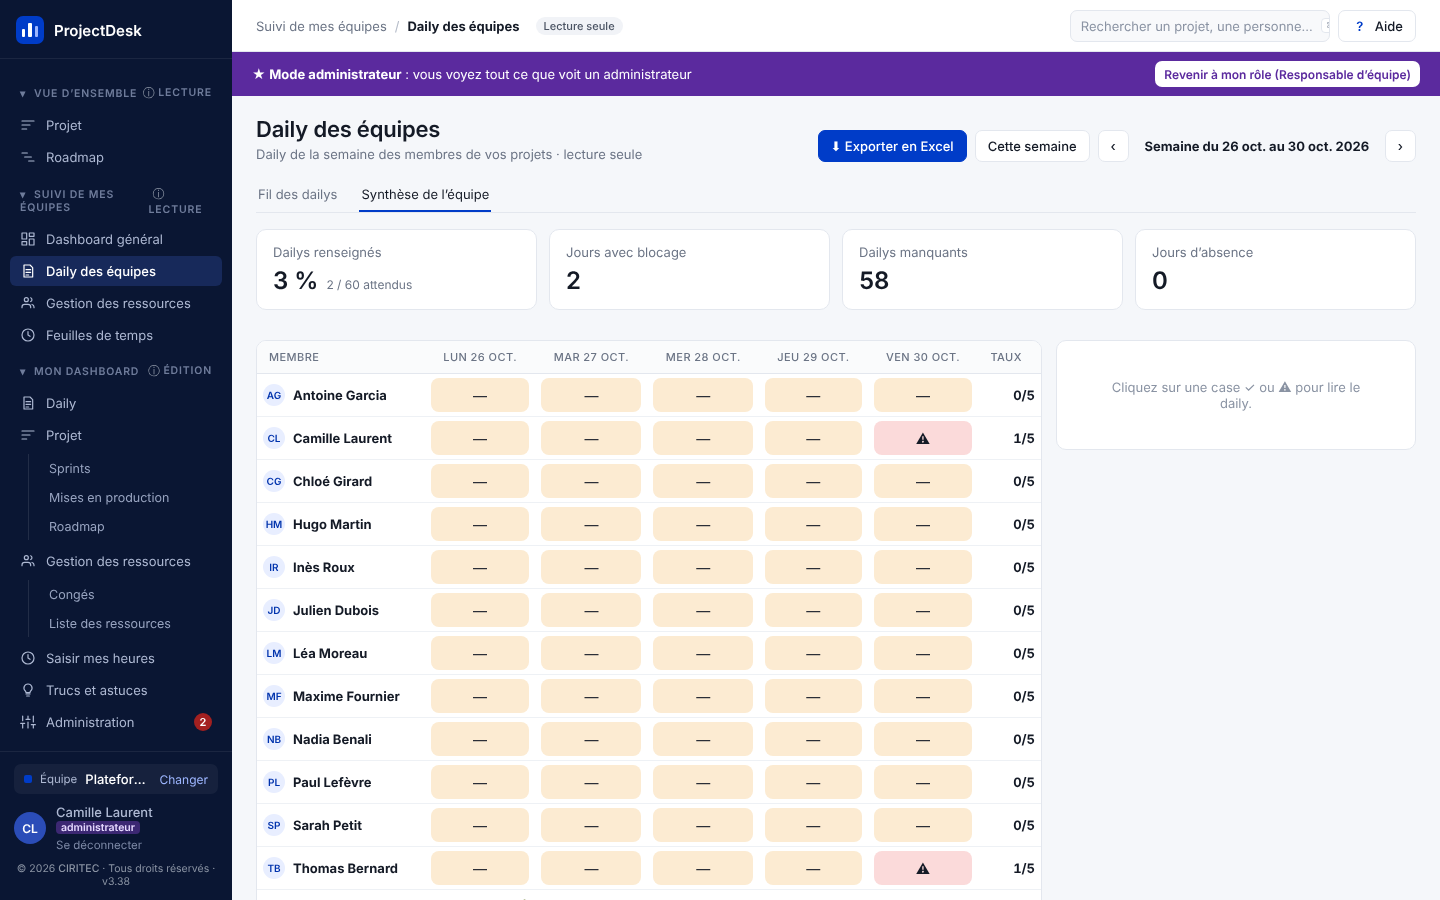 ProjectDesk
▾ VUE D'ENSEMBLE ⓘ LECTURE
Projet
Roadmap
▾ SUIVI DE MES ÉQUIPES ⓘ LECTURE
Dashboard général
Daily des équipes
Gestion des ressources
Feuilles de temps
▾ MON DASHBOARD ⓘ ÉDITION
Daily
Projet
Sprints
Mises en production
Roadmap
Gestion des ressources
Congés
Liste des ressources
Saisir mes heures
Trucs et astuces
Administration 2
Équipe Platefor... Changer
CL Camille Laurent
administrateur
Se déconnecter
© 2026 CIRITEC · Tous droits réservés ·
v3.38
Suivi de mes équipes / Daily des équipes Lecture seule
Rechercher un projet, une personne...
? Aide
★ Mode administrateur : vous voyez tout ce que voit un administrateur
Revenir à mon rôle (Responsable d'équipe)
Daily des équipes
Daily de la semaine des membres de vos projets · lecture seule
⬇ Exporter en Excel Cette semaine ‹ Semaine du 26 oct. au 30 oct. 2026 ›
Fil des dailys Synthèse de l'équipe
Dailys renseignés
3 % 2 / 60 attendus
Jours avec blocage
2
Dailys manquants
58
Jours d'absence
0
MEMBRE LUN 26 OCT. MAR 27 OCT. MER 28 OCT. JEU 29 OCT. VEN 30 OCT. TAUX
AG Antoine Garcia — — — — — 0/5
CL Camille Laurent — — — — ⚠ 1/5
CG Chloé Girard — — — — — 0/5
HM Hugo Martin — — — — — 0/5
IR Inès Roux — — — — — 0/5
JD Julien Dubois — — — — — 0/5
LM Léa Moreau — — — — — 0/5
MF Maxime Fournier — — — — — 0/5
NB Nadia Benali — — — — — 0/5
PL Paul Lefèvre — — — — — 0/5
SP Sarah Petit — — — — — 0/5
TB Thomas Bernard — — — — ⚠ 1/5
Cliquez sur une case ✓ ou ⚠ pour lire le
daily.